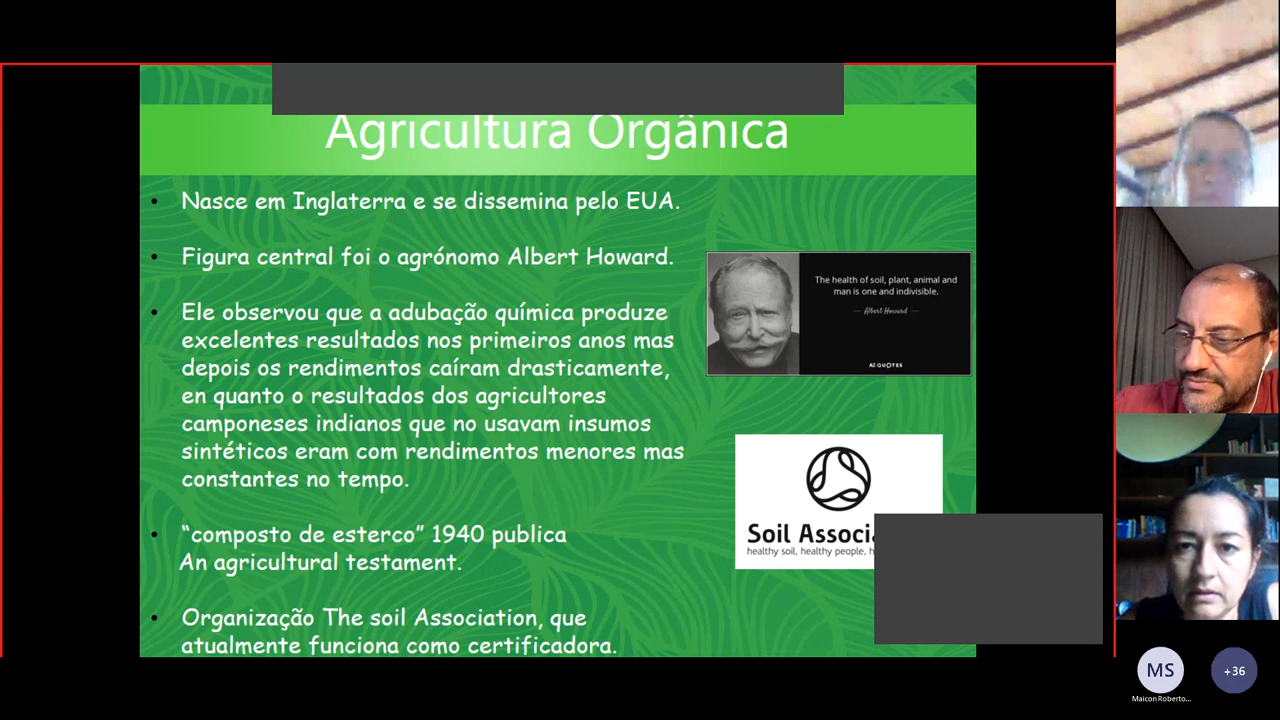 Agricultura Orgânica
• Nasce em Inglaterra e se dissemina pelo EUA.
• Figura central foi o agrónomo Albert Howard.
• Ele observou que a adubação química produze
excelentes resultados nos primeiros anos mas
depois os rendimentos caíram drasticamente,
en quanto o resultados dos agricultores
camponeses indianos que no usavam insumos
sintéticos eram com rendimentos menores mas
constantes no tempo.
• “composto de esterco” 1940 publica
An agricultural testament.
• Organização The soil Association, que
atualmente funciona como certificadora.
The health of soil, plant, animal and
man is one and indivisible.
— Albert Howard —
AZ QUOTES
Soil Associa
healthy soil, healthy people, h
MS
+36
Maicon Roberto...